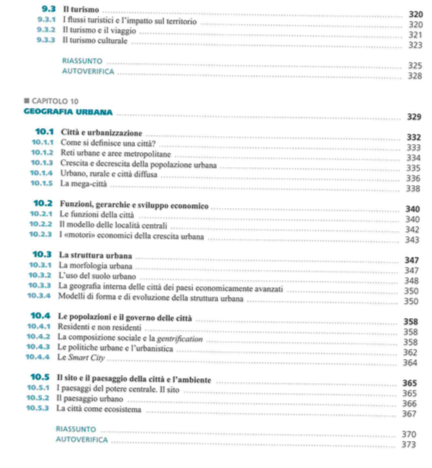 9.3 Il turismo 320
9.3.1 I flussi turistici e l'impatto sul territorio 320
9.3.2 Il turismo e il viaggio 321
9.3.3 Il turismo culturale 323
RIASSUNTO 325
AUTOVERIFICA 328
CAPITOLO 10
GEOGRAFIA URBANA 329
10.1 Città e urbanizzazione 332
10.1.1 Come si definisce una città? 333
10.1.2 Reti urbane e aree metropolitane 334
10.1.3 Crescita e decrescita della popolazione urbana 335
10.1.4 Urbano, rurale e città diffusa 336
10.1.5 La mega-città 338
10.2 Funzioni, gerarchie e sviluppo economico 340
10.2.1 Le funzioni della città 340
10.2.2 Il modello delle località centrali 342
10.2.3 I «motori» economici della crescita urbana 343
10.3 La struttura urbana 347
10.3.1 La morfologia urbana 347
10.3.2 L'uso del suolo urbano 348
10.3.3 La geografia interna delle città dei paesi economicamente avanzati 350
10.3.4 Modelli di forma e di evoluzione della struttura urbana 350
10.4 Le popolazioni e il governo delle città 358
10.4.1 Residenti e non residenti 358
10.4.2 La composizione sociale e la gentrification 358
10.4.3 Le politiche urbane e l'urbanistica 362
10.4.4 Le Smart City 364
10.5 Il sito e il paesaggio della città e l'ambiente 365
10.5.1 I paesaggi del potere centrale. Il sito 365
10.5.2 Il paesaggio urbano 366
10.5.3 La città come ecosistema 367
RIASSUNTO 370
AUTOVERIFICA 373